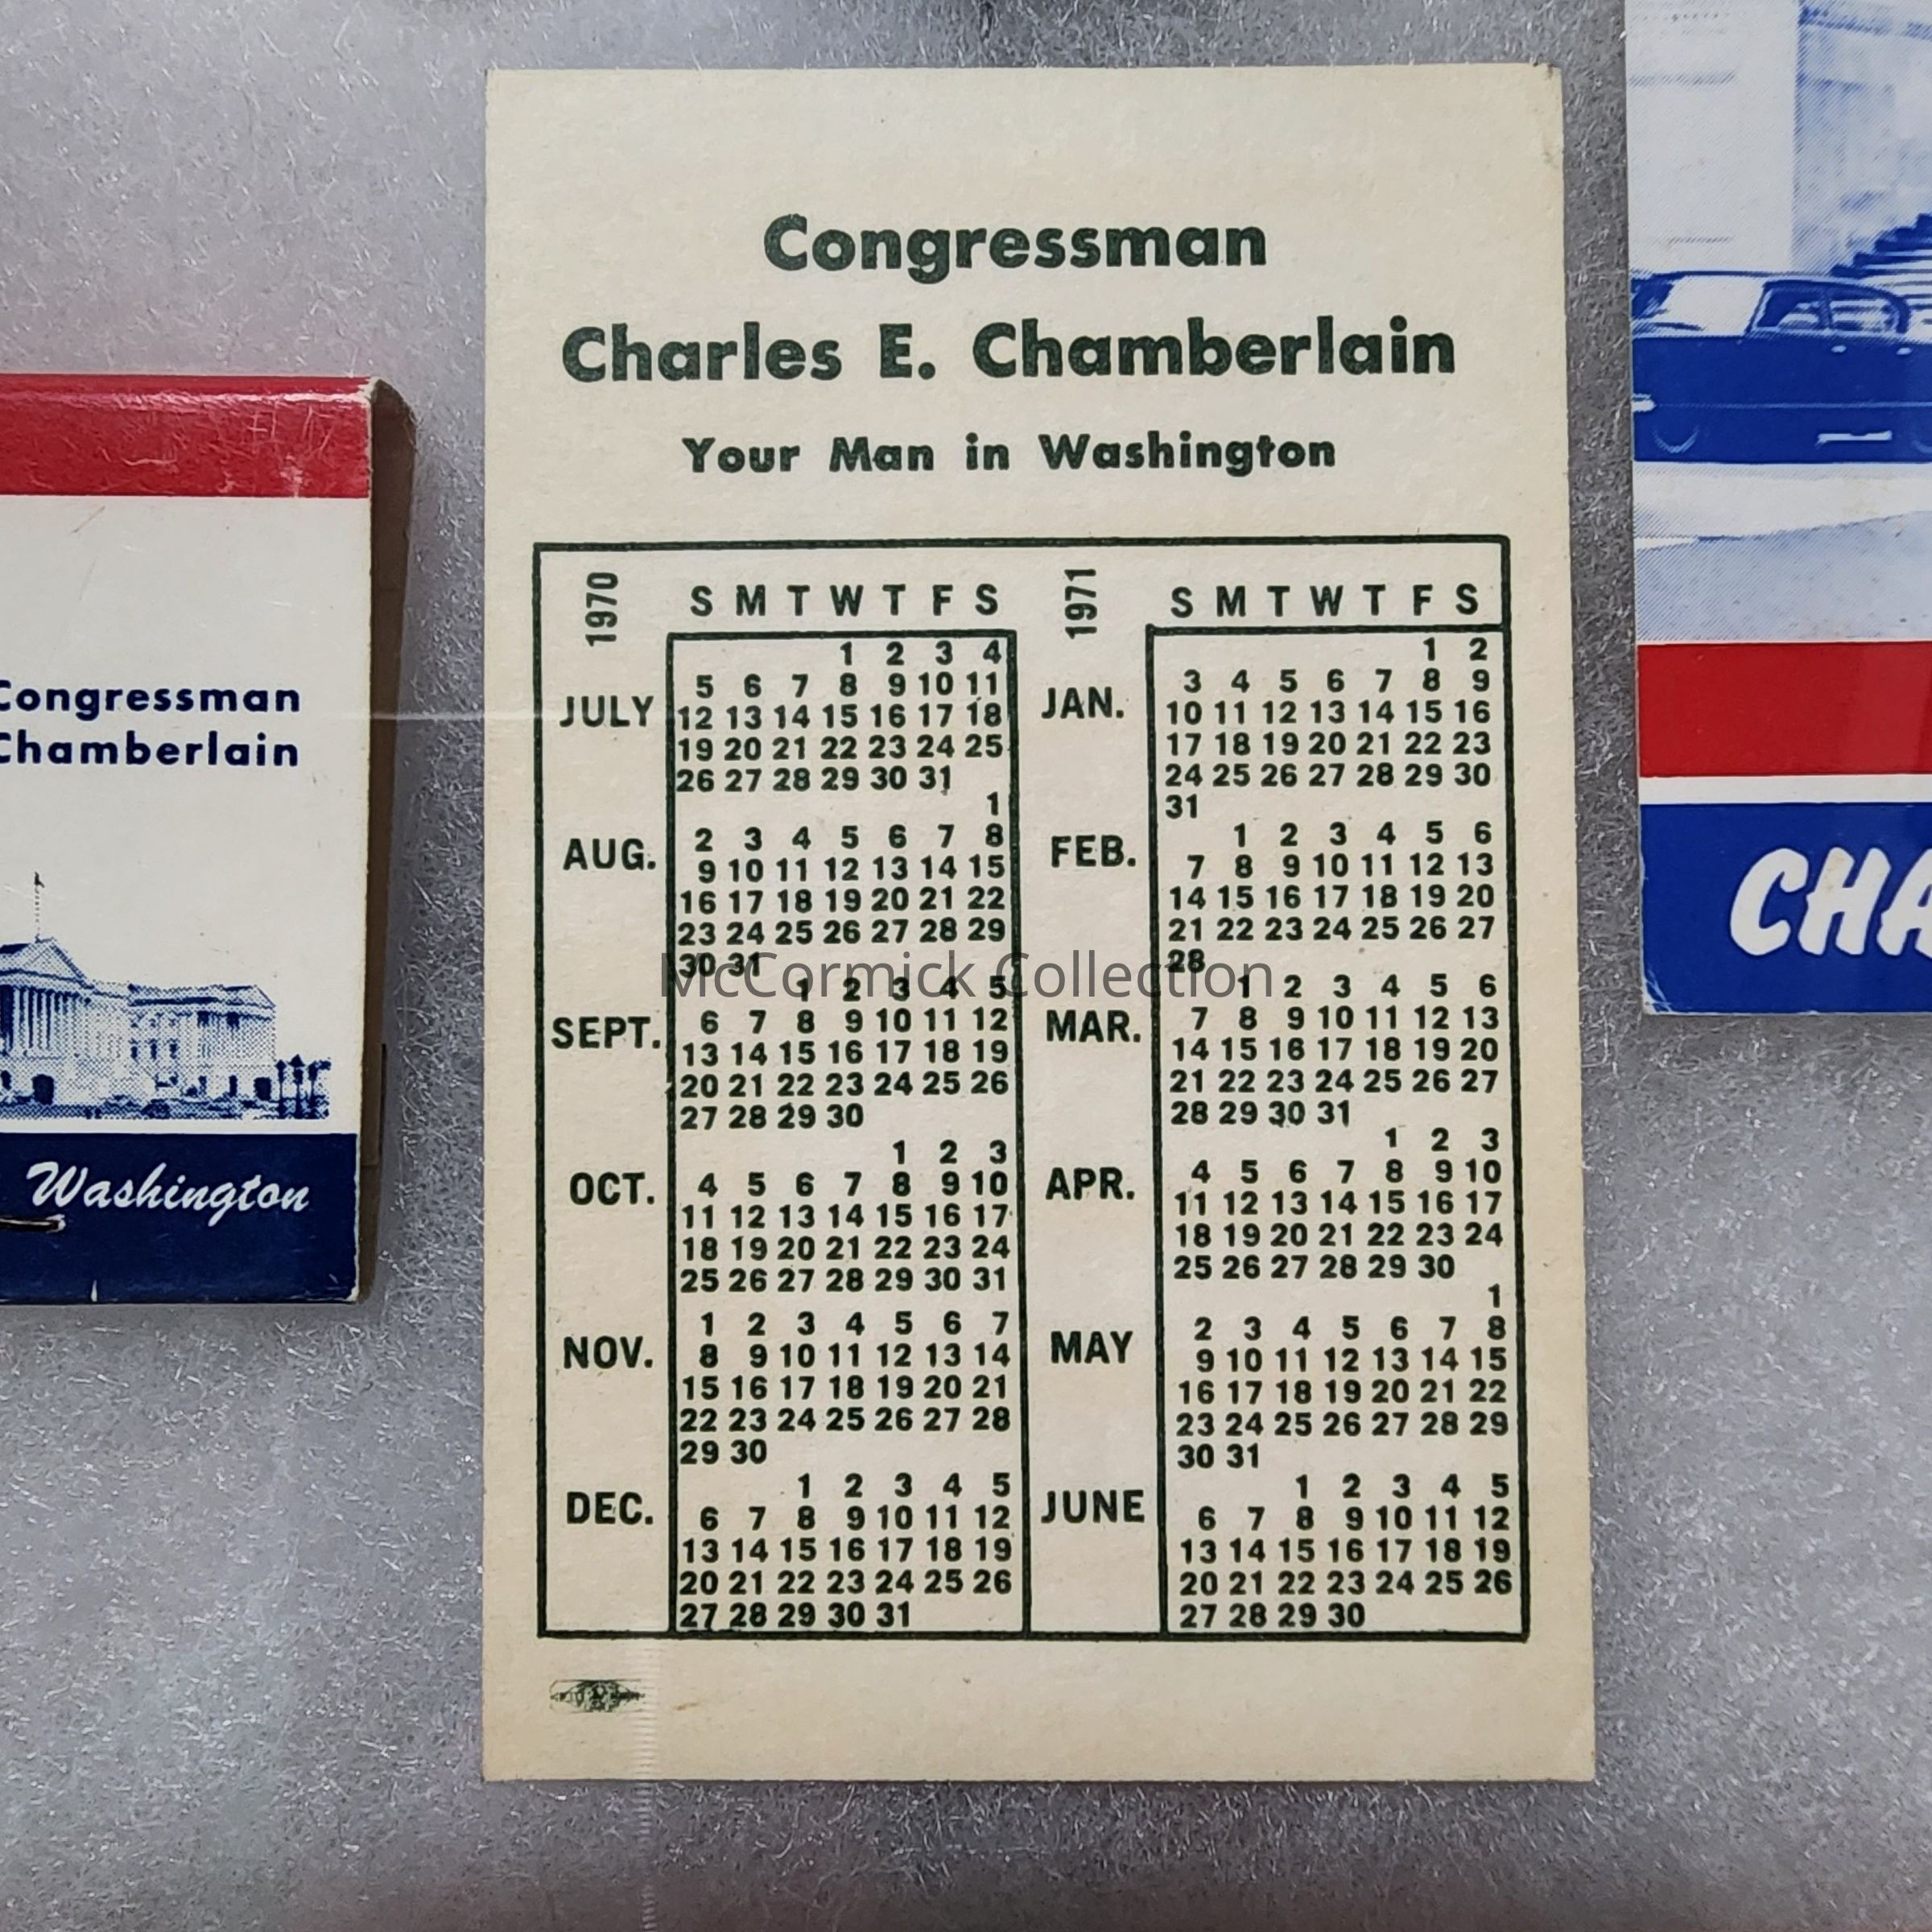 Congressman
Charles E. Chamberlain
Your Man in Washington
1970 S M T W T F S
JULY
1 2 3 4
5 6 7 8 9 10 11
12 13 14 15 16 17 18
19 20 21 22 23 24 25
26 27 28 29 30 31
AUG.
1
2 3 4 5 6 7 8
9 10 11 12 13 14 15
16 17 18 19 20 21 22
23 24 25 26 27 28 29
30 31
SEPT.
1 2 3 4 5
6 7 8 9 10 11 12
13 14 15 16 17 18 19
20 21 22 23 24 25 26
27 28 29 30
OCT.
1 2 3
4 5 6 7 8 9 10
11 12 13 14 15 16 17
18 19 20 21 22 23 24
25 26 27 28 29 30 31
NOV.
1 2 3 4 5 6 7
8 9 10 11 12 13 14
15 16 17 18 19 20 21
22 23 24 25 26 27 28
29 30
DEC.
1 2 3 4 5
6 7 8 9 10 11 12
13 14 15 16 17 18 19
20 21 22 23 24 25 26
27 28 29 30 31
1971 S M T W T F S
JAN.
1 2
3 4 5 6 7 8 9
10 11 12 13 14 15 16
17 18 19 20 21 22 23
24 25 26 27 28 29 30
31
FEB.
1 2 3 4 5 6
7 8 9 10 11 12 13
14 15 16 17 18 19 20
21 22 23 24 25 26 27
28
MAR.
1 2 3 4 5 6
7 8 9 10 11 12 13
14 15 16 17 18 19 20
21 22 23 24 25 26 27
28 29 30 31
APR.
1 2 3
4 5 6 7 8 9 10
11 12 13 14 15 16 17
18 19 20 21 22 23 24
25 26 27 28 29 30
MAY
1
2 3 4 5 6 7 8
9 10 11 12 13 14 15
16 17 18 19 20 21 22
23 24 25 26 27 28 29
30 31
JUNE
1 2 3 4 5
6 7 8 9 10 11 12
13 14 15 16 17 18 19
20 21 22 23 24 25 26
27 28 29 30
McCormick Collection
Congressman
Chamberlain
Washington
CHA